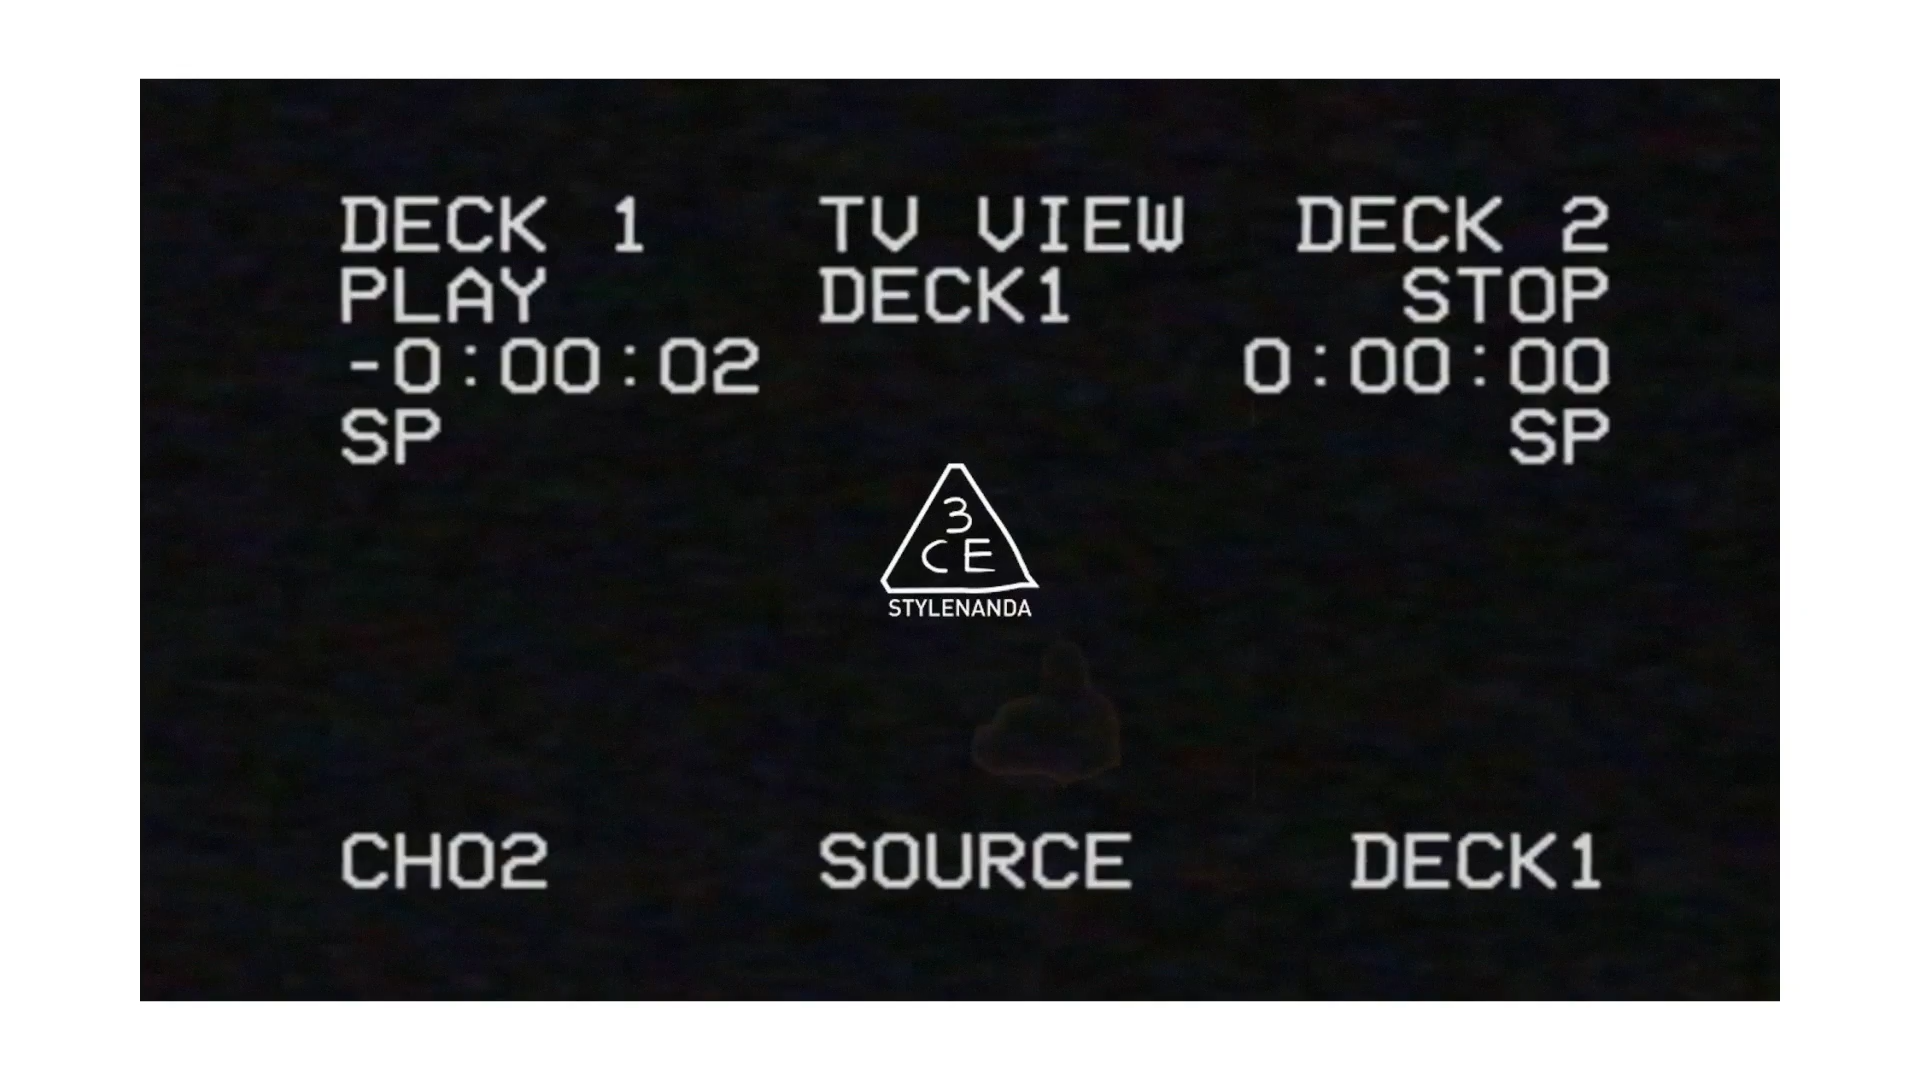 DECK 1 TV VIEW DECK 2
PLAY DECK1 STOP
-0:00:02 0:00:00
SP SP
3
CE
STYLENANDA
CH02 SOURCE DECK1